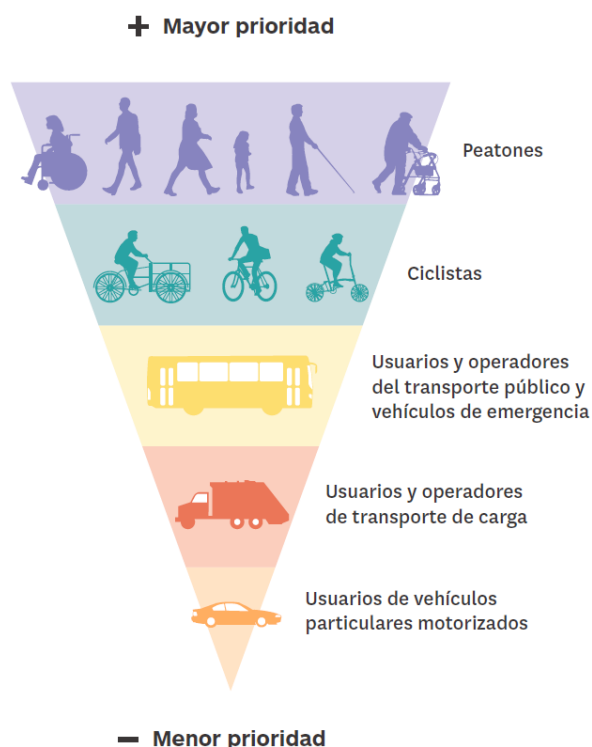 + Mayor prioridad
Peatones
Ciclistas
Usuarios y operadores
del transporte público y
vehículos de emergencia
Usuarios y operadores
de transporte de carga
Usuarios de vehículos
particulares motorizados
− Menor prioridad